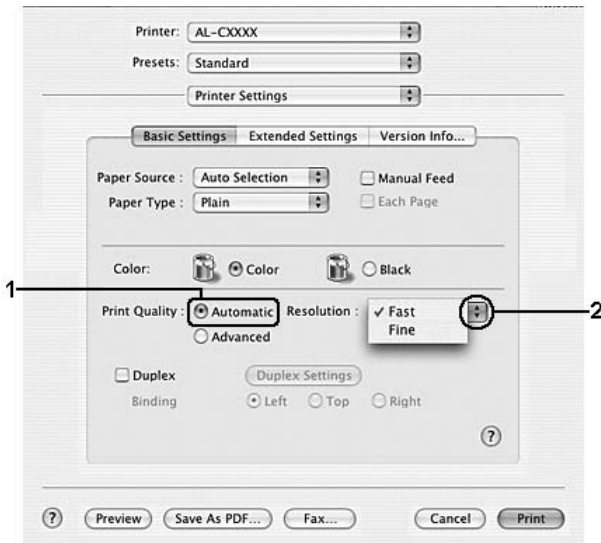 Printer: AL-CXXXX
Presets: Standard
Printer Settings
Basic Settings Extended Settings Version Info...
Paper Source : Auto Selection Manual Feed
Paper Type : Plain Each Page
Color: Color Black
1
Print Quality : Automatic Resolution : ✓ Fast
2
Advanced Fine
Duplex Duplex Settings
Binding Left Top Right
?
? Preview Save As PDF... Fax... Cancel Print